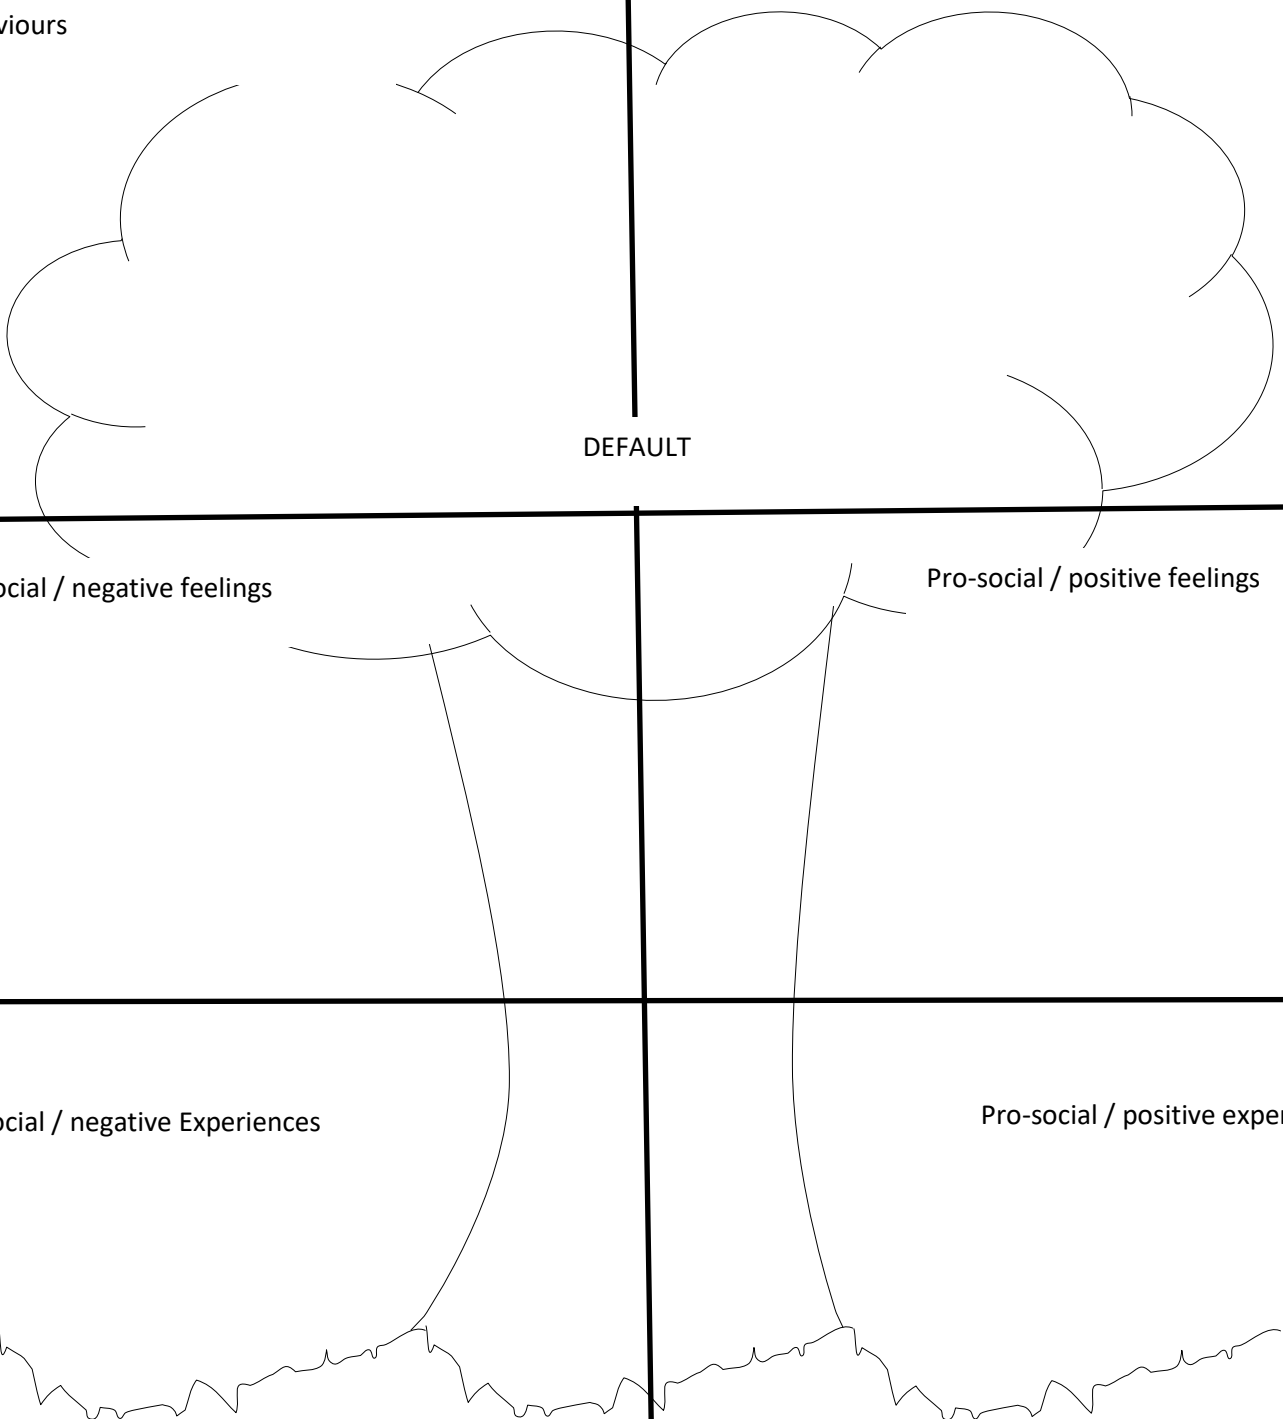 viours
DEFAULT
ocial / negative feelings
Pro-social / positive feelings
ocial / negative Experiences
Pro-social / positive exper